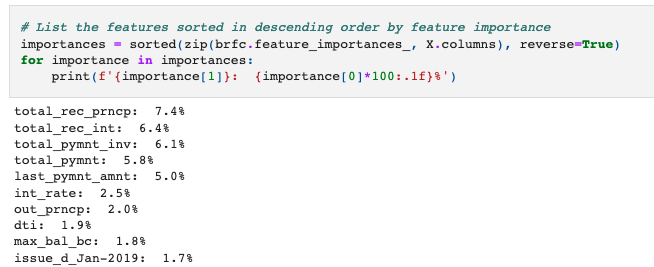 # List the features sorted in descending order by feature importance
importances = sorted(zip(brfc.feature_importances_, X.columns), reverse=True)
for importance in importances:
    print(f'{importance[1]}:  {importance[0]*100:.1f}%')
total_rec_prncp:  7.4%
total_rec_int:  6.4%
total_pymnt_inv:  6.1%
total_pymnt:  5.8%
last_pymnt_amnt:  5.0%
int_rate:  2.5%
out_prncp:  2.0%
dti:  1.9%
max_bal_bc:  1.8%
issue_d_Jan-2019:  1.7%